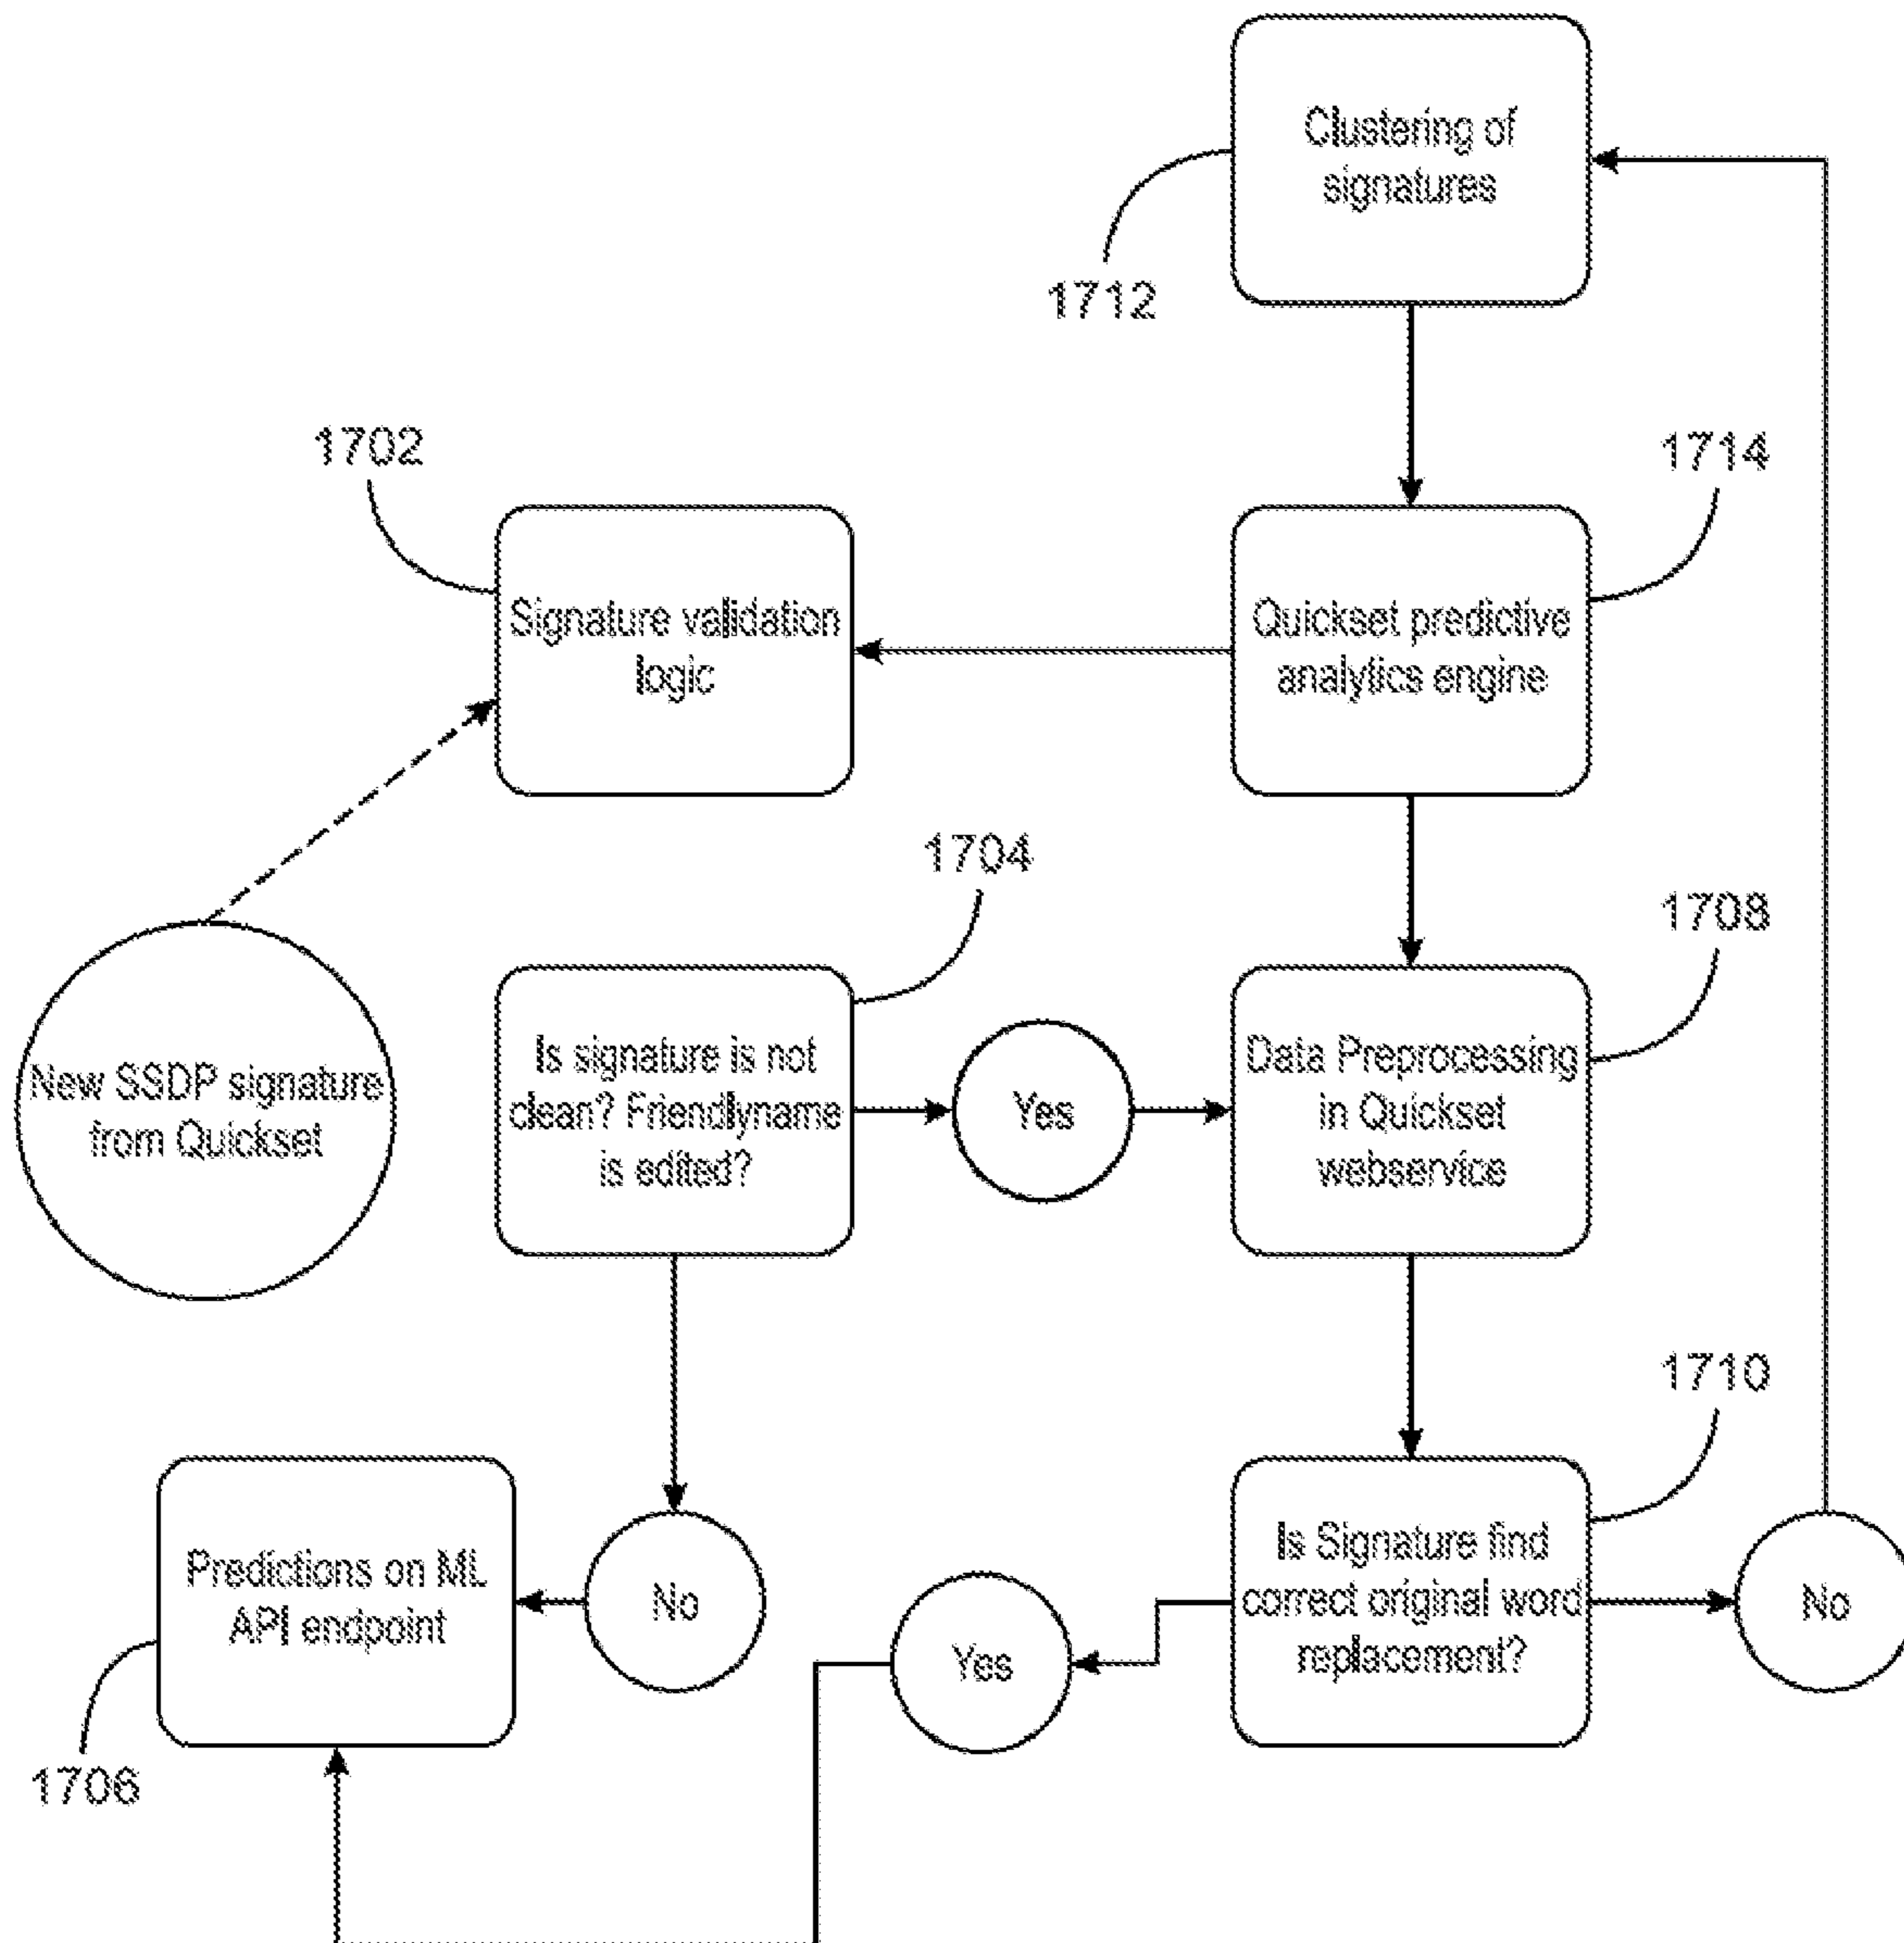 Clustering of
signatures
1712
1702
1714
Signature validation
logic
Quickset predictive
analytics engine
1704
1708
New SSDP signature
from Quickset
Is signature is not
clean? Friendlyname
is edited?
Yes
Data Preprocessing
in Quickset
webservice
1710
Predictions on ML
API endpoint
No
Yes
Is Signature find
correct original word
replacement?
No
1706